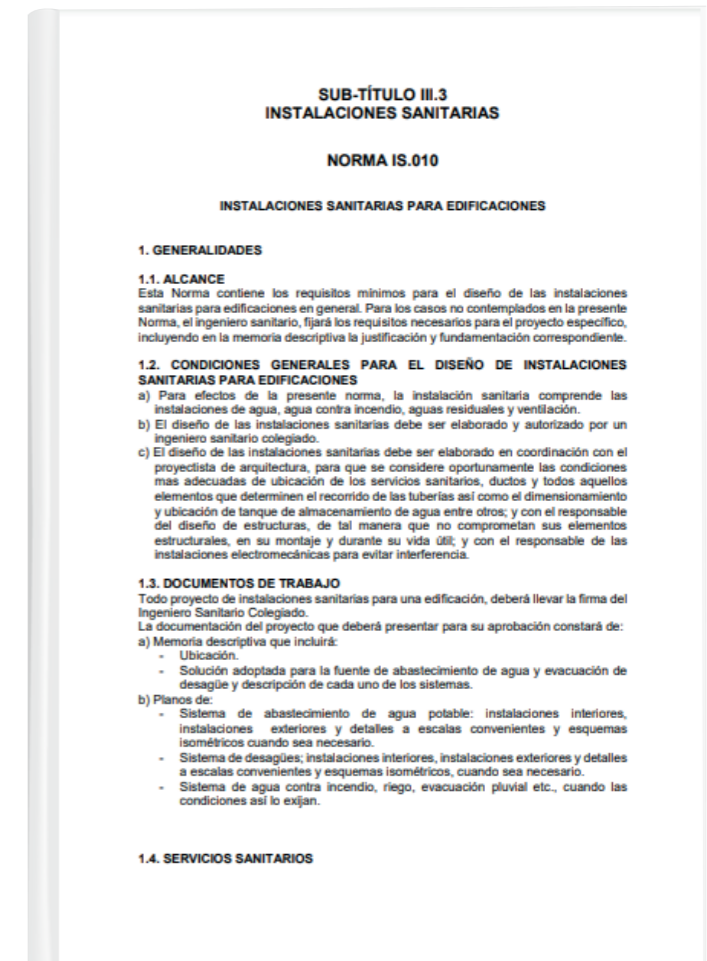 SUB-TÍTULO III.3
INSTALACIONES SANITARIAS
NORMA IS.010
INSTALACIONES SANITARIAS PARA EDIFICACIONES
1. GENERALIDADES
1.1. ALCANCE
Esta Norma contiene los requisitos mínimos para el diseño de las instalaciones
sanitarias para edificaciones en general. Para los casos no contemplados en la presente
Norma, el ingeniero sanitario, fijará los requisitos necesarios para el proyecto específico,
incluyendo en la memoria descriptiva la justificación y fundamentación correspondiente.
1.2. CONDICIONES GENERALES PARA EL DISEÑO DE INSTALACIONES
SANITARIAS PARA EDIFICACIONES
a) Para efectos de la presente norma, la instalación sanitaria comprende las
instalaciones de agua, agua contra incendio, aguas residuales y ventilación.
b) El diseño de las instalaciones sanitarias debe ser elaborado y autorizado por un
ingeniero sanitario colegiado.
c) El diseño de las instalaciones sanitarias debe ser elaborado en coordinación con el
proyectista de arquitectura, para que se considere oportunamente las condiciones
mas adecuadas de ubicación de los servicios sanitarios, ductos y todos aquellos
elementos que determinen el recorrido de las tuberías así como el dimensionamiento
y ubicación de tanque de almacenamiento de agua entre otros; y con el responsable
del diseño de estructuras, de tal manera que no comprometan sus elementos
estructurales, en su montaje y durante su vida útil; y con el responsable de las
instalaciones electromecánicas para evitar interferencia.
1.3. DOCUMENTOS DE TRABAJO
Todo proyecto de instalaciones sanitarias para una edificación, deberá llevar la firma del
Ingeniero Sanitario Colegiado.
La documentación del proyecto que deberá presentar para su aprobación constará de:
a) Memoria descriptiva que incluirá:
- Ubicación.
- Solución adoptada para la fuente de abastecimiento de agua y evacuación de
desagüe y descripción de cada uno de los sistemas.
b) Planos de:
- Sistema de abastecimiento de agua potable: instalaciones interiores,
instalaciones exteriores y detalles a escalas convenientes y esquemas
isométricos cuando sea necesario.
- Sistema de desagües; instalaciones interiores, instalaciones exteriores y detalles
a escalas convenientes y esquemas isométricos, cuando sea necesario.
- Sistema de agua contra incendio, riego, evacuación pluvial etc., cuando las
condiciones así lo exijan.
1.4. SERVICIOS SANITARIOS